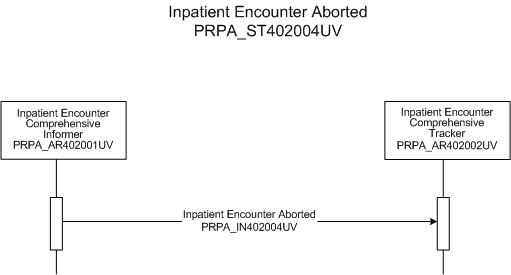 Inpatient Encounter Aborted
PRPA_ST402004UV
Inpatient Encounter
Comprehensive
Informer
PRPA_AR402001UV
Inpatient Encounter
Comprehensive
Tracker
PRPA_AR402002UV
Inpatient Encounter Aborted
PRPA_IN402004UV